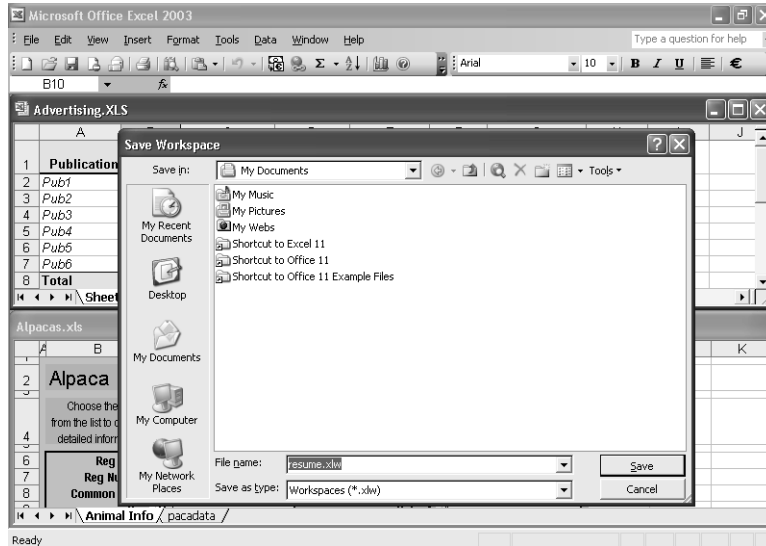 Microsoft Office Excel 2003
File Edit View Insert Format Tools Data Window Help
Type a question for help
Arial 10 B I U €
B10 fx
Advertising.XLS
A J
1 Publication
2 Pub1
3 Pub2
4 Pub3
5 Pub4
6 Pub5
7 Pub6
8 Total
Sheet
Save Workspace
Save in: My Documents Tools
My Recent Documents
Desktop
My Documents
My Computer
My Network Places
My Music
My Pictures
My Webs
Shortcut to Excel 11
Shortcut to Office 11
Shortcut to Office 11 Example Files
File name: resume.xlw Save
Save as type: Workspaces (*.xlw) Cancel
Alpacas.xls
A B K
2 Alpaca
Choose the
from the list to
4 detailed
6 Reg
7 Reg
8 Common
Animal Info pacadata
Ready